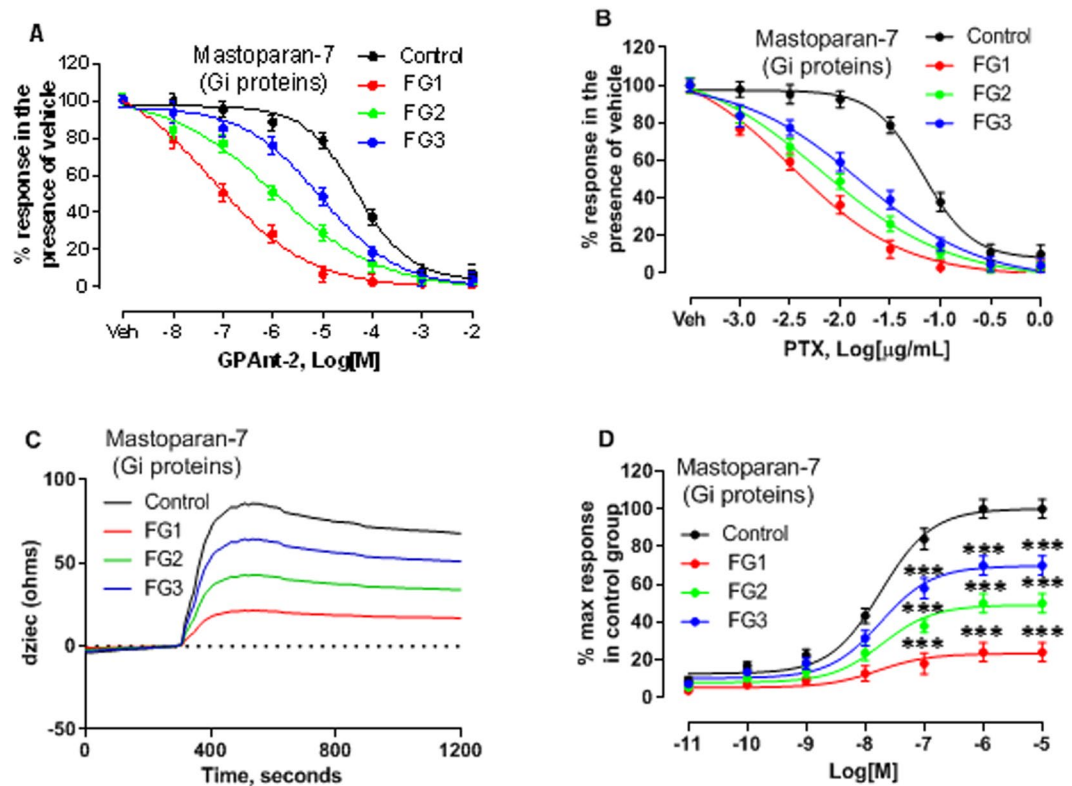 A
Mastoparan-7
(Gi proteins)
Control
FG1
FG2
FG3
% response in the
presence of vehicle
120
100
80
60
40
20
0
Veh -8 -7 -6 -5 -4 -3 -2
GPAnt-2, Log[M]
B
Mastoparan-7
(Gi proteins)
Control
FG1
FG2
FG3
% response in the
presence of vehicle
120
100
80
60
40
20
0
Veh -3.0 -2.5 -2.0 -1.5 -1.0 -0.5 0.0
PTX, Log[µg/mL]
C
Mastoparan-7
(Gi proteins)
Control
FG1
FG2
FG3
dziec (ohms)
100
50
0
-50
0 400 800 1200
Time, seconds
D
Mastoparan-7
(Gi proteins)
Control
FG1
FG2
FG3
% max response
in control group
120
100
80
60
40
20
0
*** *** ***
*** *** ***
*** *** ***
-11 -10 -9 -8 -7 -6 -5
Log[M]